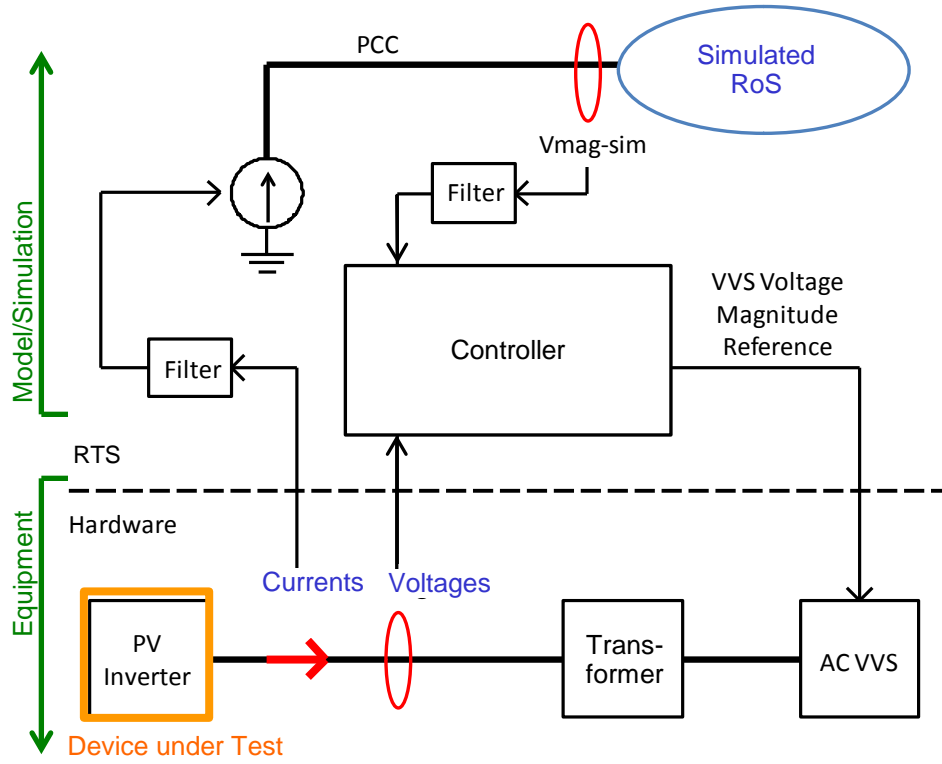 PCC
Simulated
RoS
Vmag-sim
Filter
Model/Simulation
VVS Voltage
Magnitude
Reference
Controller
Filter
RTS
Hardware
Equipment
Currents
Voltages
PV
Inverter
Trans-
former
AC VVS
Device under Test